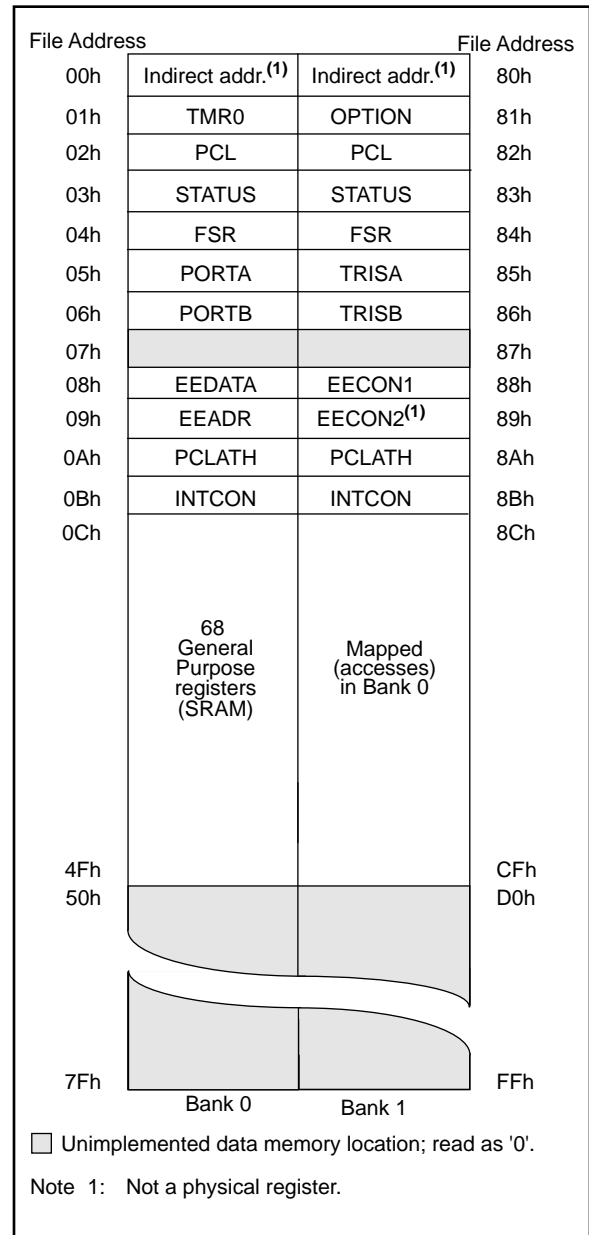 File Address File Address
00h Indirect addr.(1) Indirect addr.(1) 80h
01h TMR0 OPTION 81h
02h PCL PCL 82h
03h STATUS STATUS 83h
04h FSR FSR 84h
05h PORTA TRISA 85h
06h PORTB TRISB 86h
07h 87h
08h EEDATA EECON1 88h
09h EEADR EECON2(1) 89h
0Ah PCLATH PCLATH 8Ah
0Bh INTCON INTCON 8Bh
0Ch 8Ch
68
General
Purpose
registers
(SRAM)
Mapped
(accesses)
in Bank 0
4Fh CFh
50h D0h
7Fh FFh
Bank 0 Bank 1
Unimplemented data memory location; read as '0'.
Note 1: Not a physical register.